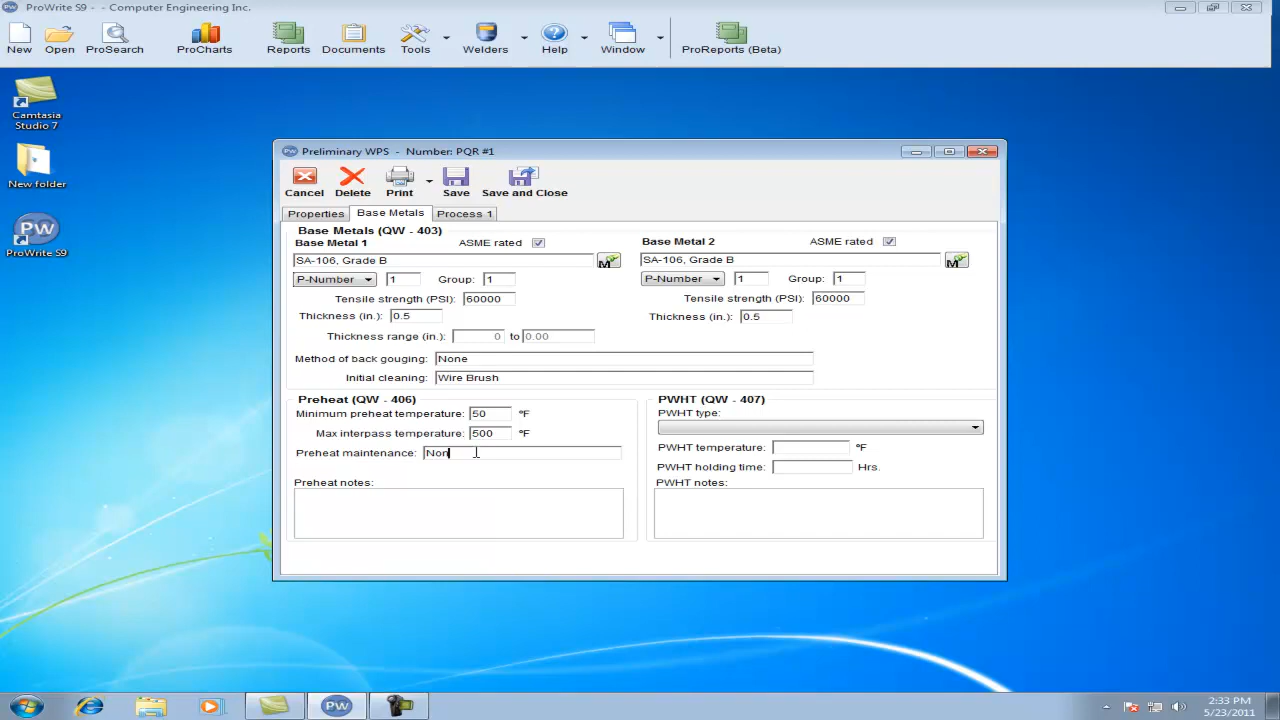 ProWrite S9 - - Computer Engineering Inc.
New Open ProSearch ProCharts Reports Documents Tools Welders Help Window ProReports (Beta)
Camtasia
Studio 7
New folder
PW
ProWrite S9
Preliminary WPS - Number: PQR #1
Cancel Delete Print Save Save and Close
Properties Base Metals Process 1
Base Metals (QW - 403)
Base Metal 1 ASME rated
SA-106, Grade B
P-Number 1 Group: 1
Tensile strength (PSI): 60000
Thickness (in.): 0.5
Thickness range (in.): 0 to 0.00
Base Metal 2 ASME rated
SA-106, Grade B
P-Number 1 Group: 1
Tensile strength (PSI): 60000
Thickness (in.): 0.5
Method of back gouging: None
Initial cleaning: Wire Brush
Preheat (QW - 406)
Minimum preheat temperature: 50 °F
Max interpass temperature: 500 °F
Preheat maintenance: Non
Preheat notes:
PWHT (QW - 407)
PWHT type:
PWHT temperature: °F
PWHT holding time: Hrs.
PWHT notes:
PW
2:33 PM
5/23/2011